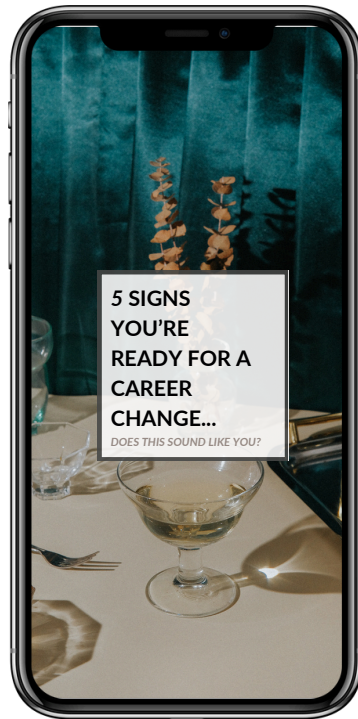 5 SIGNS
YOU'RE
READY FOR A
CAREER
CHANGE...
DOES THIS SOUND LIKE YOU?